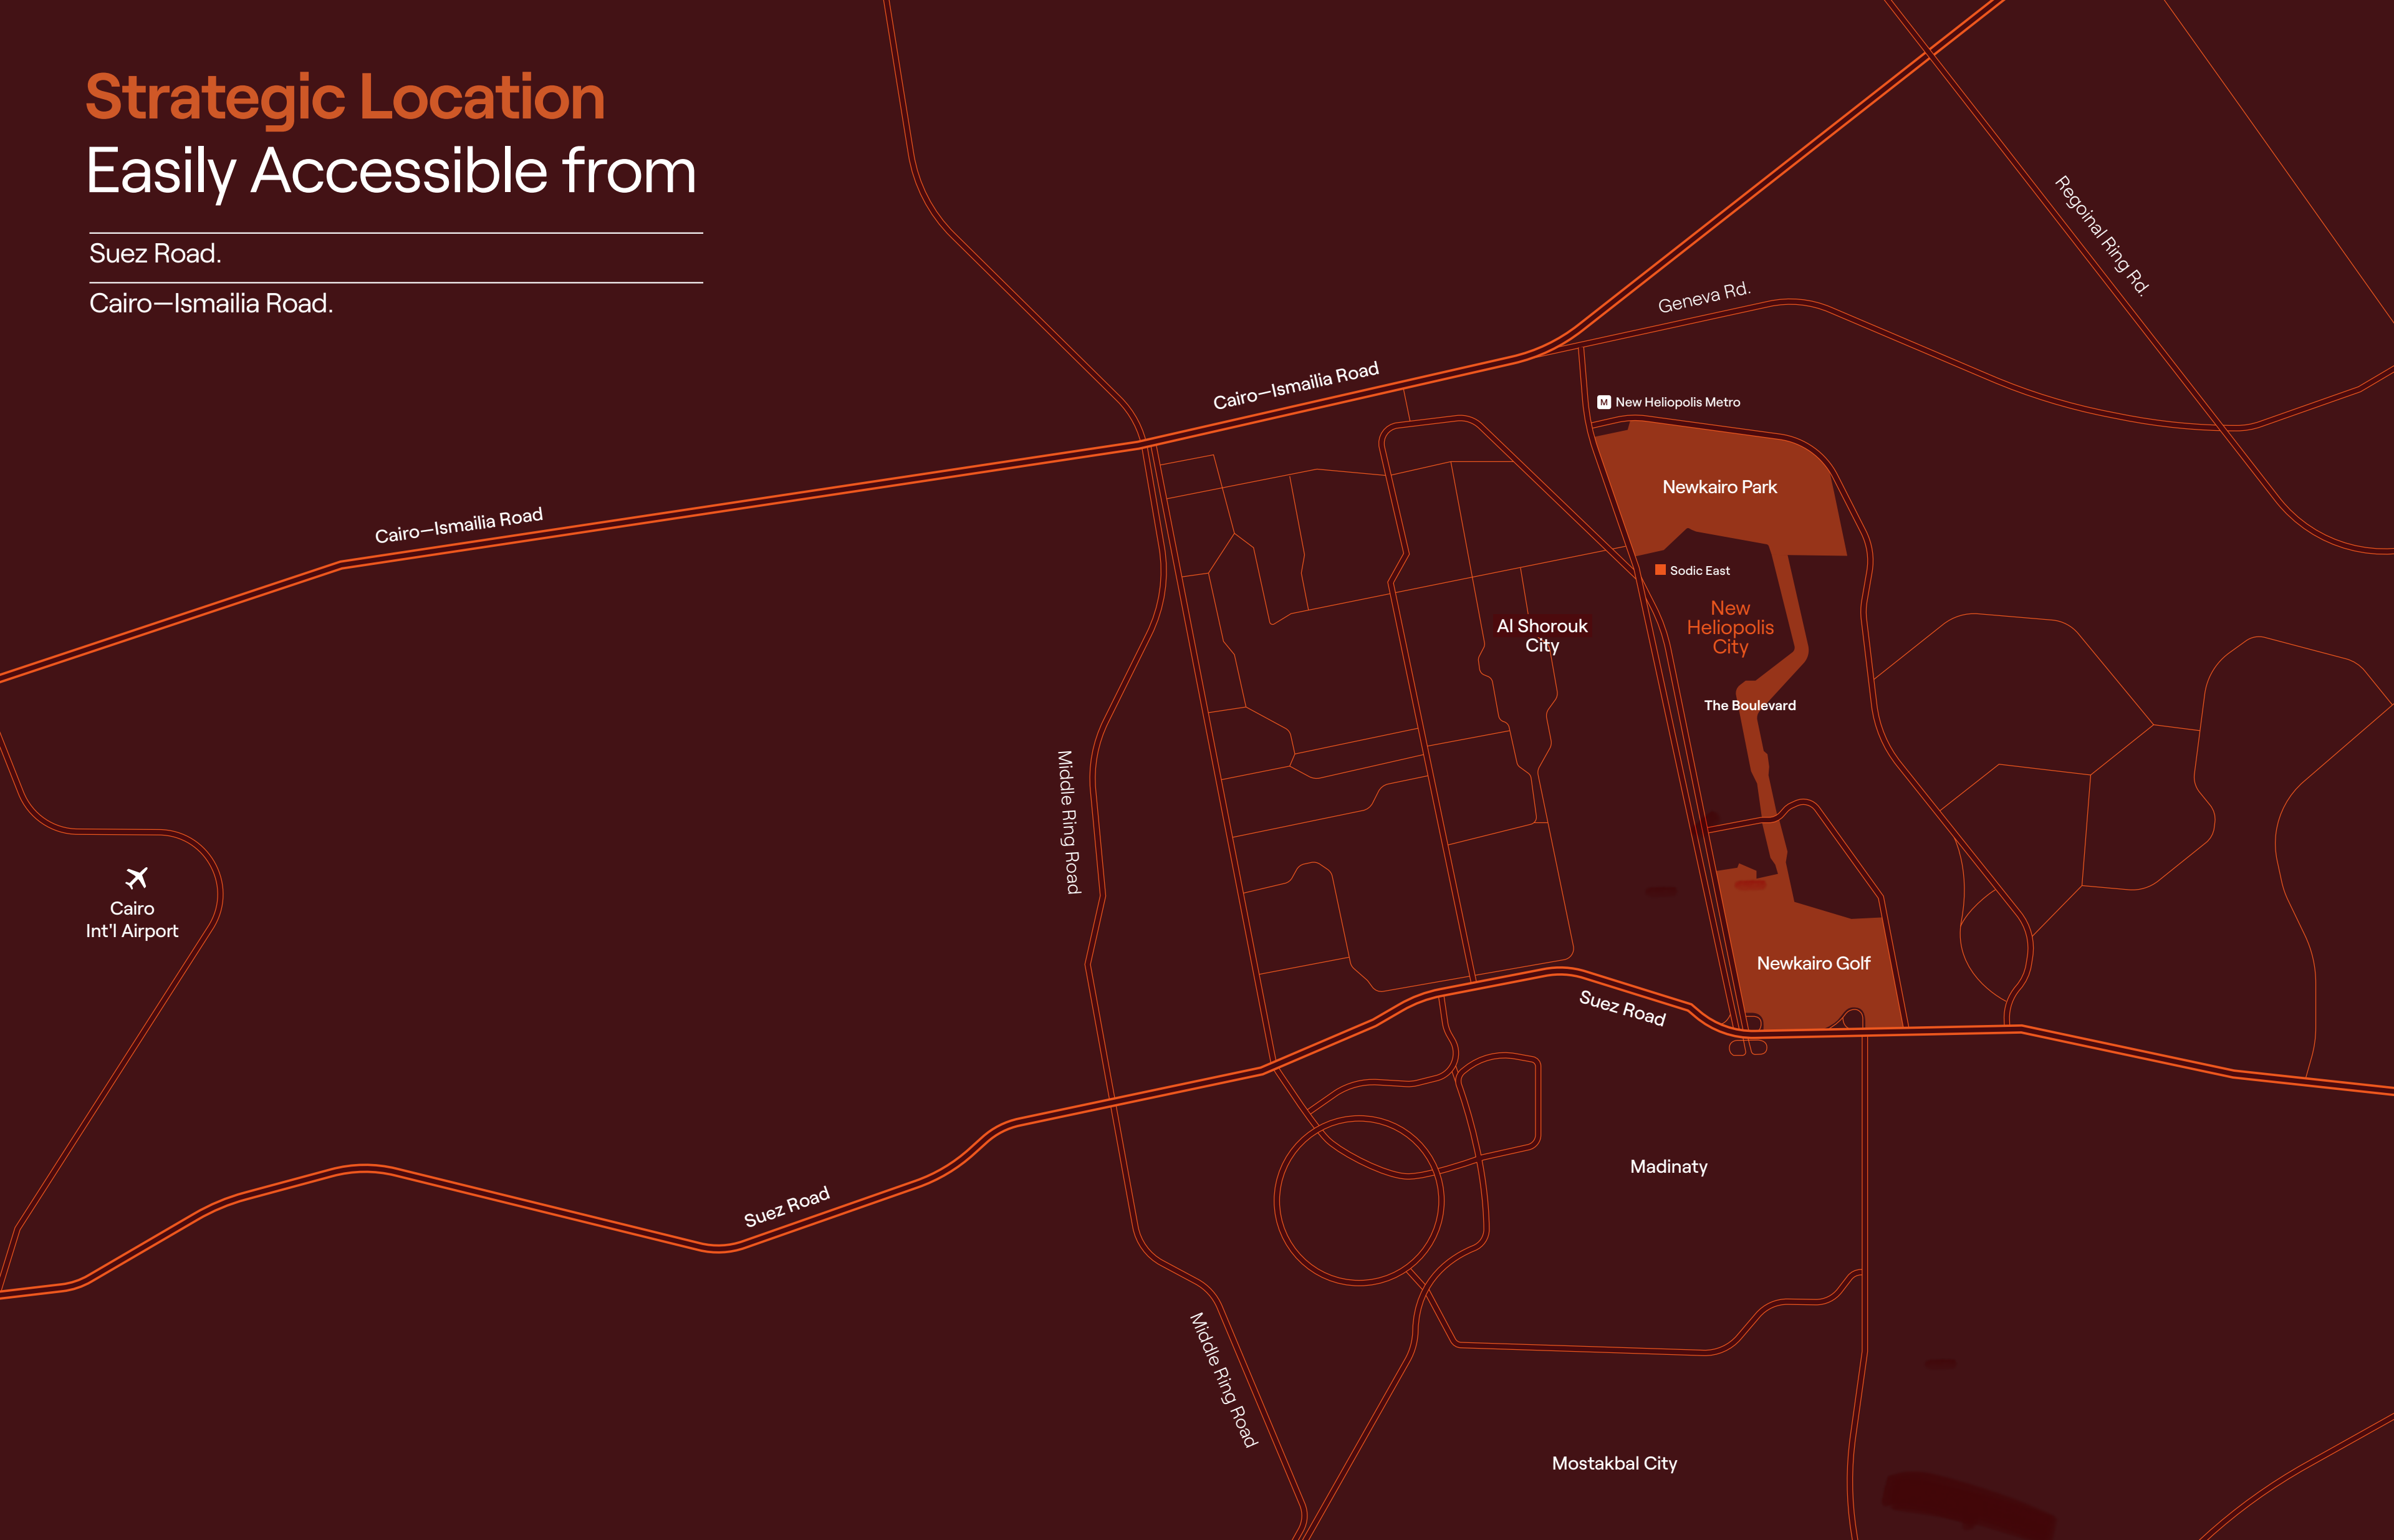 Strategic Location
Easily Accessible from
Suez Road.
Cairo—Ismailia Road.
Regoinal Ring Rd.
Geneva Rd.
Cairo—Ismailia Road
M New Heliopolis Metro
Newkairo Park
Cairo—Ismailia Road
Sodic East
New
Heliopolis
City
Al Shorouk
City
The Boulevard
Middle Ring Road
Cairo
Int'l Airport
Newkairo Golf
Suez Road
Madinaty
Suez Road
Middle Ring Road
Mostakbal City